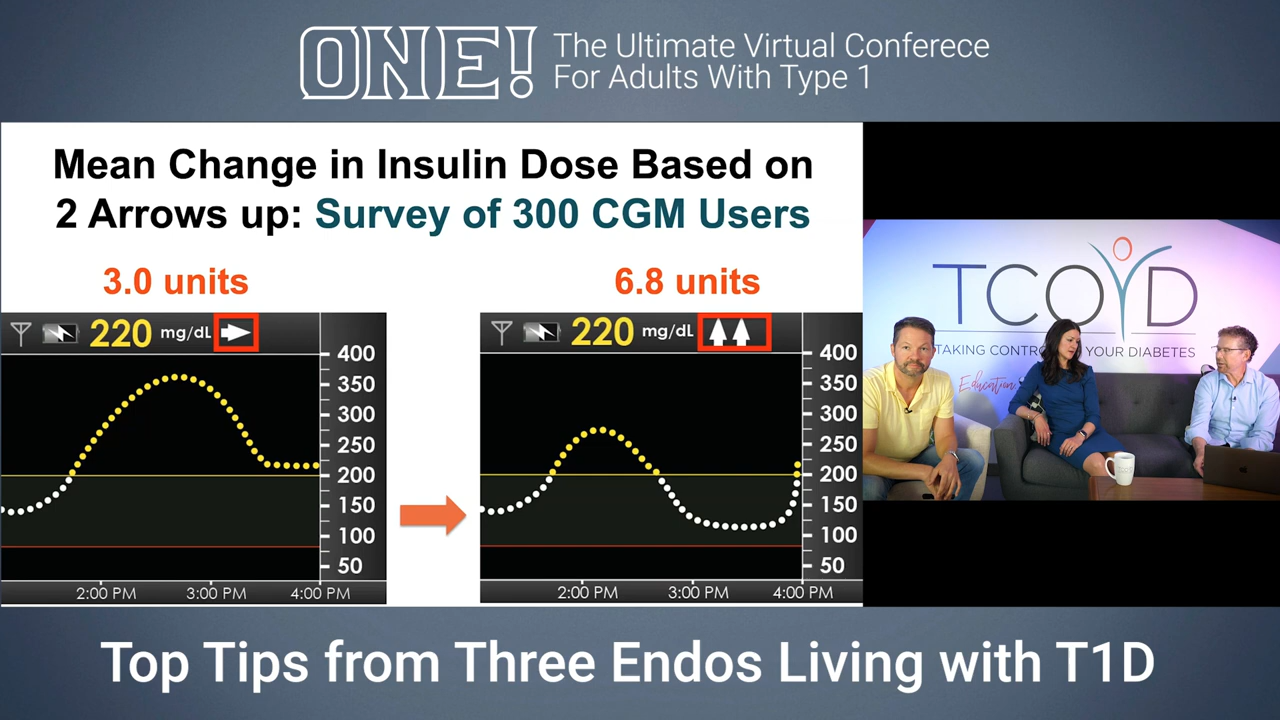 ONE!
The Ultimate Virtual Conferece
For Adults With Type 1
Mean Change in Insulin Dose Based on
2 Arrows up: Survey of 300 CGM Users
3.0 units
6.8 units
220 mg/dL
400
350
300
250
200
150
100
50
2:00 PM
3:00 PM
4:00 PM
220 mg/dL
400
350
300
250
200
150
100
50
2:00 PM
3:00 PM
4:00 PM
TCOYD
TAKING CONTRO YOUR DIABETES
Education
Top Tips from Three Endos Living with T1D